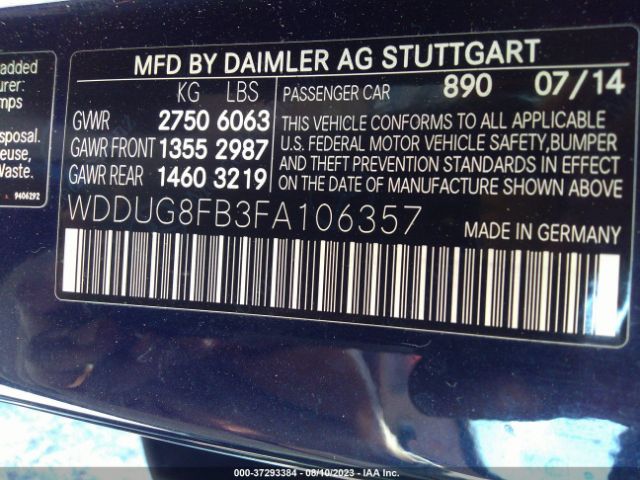 added
urer:
mps
sposal.
euse,
Waste.
9406292
MFD BY DAIMLER AG STUTTGART
KG LBS
GVWR 2750 6063
GAWR FRONT 1355 2987
GAWR REAR 1460 3219
PASSENGER CAR 890 07/14
THIS VEHICLE CONFORMS TO ALL APPLICABLE
U.S. FEDERAL MOTOR VEHICLE SAFETY,BUMPER
AND THEFT PREVENTION STANDARDS IN EFFECT
ON THE DATE OF MANUFACTURE SHOWN ABOVE
WDDUG8FB3FA106357
MADE IN GERMANY
000-37293384 - 08/10/2023 - IAA Inc.